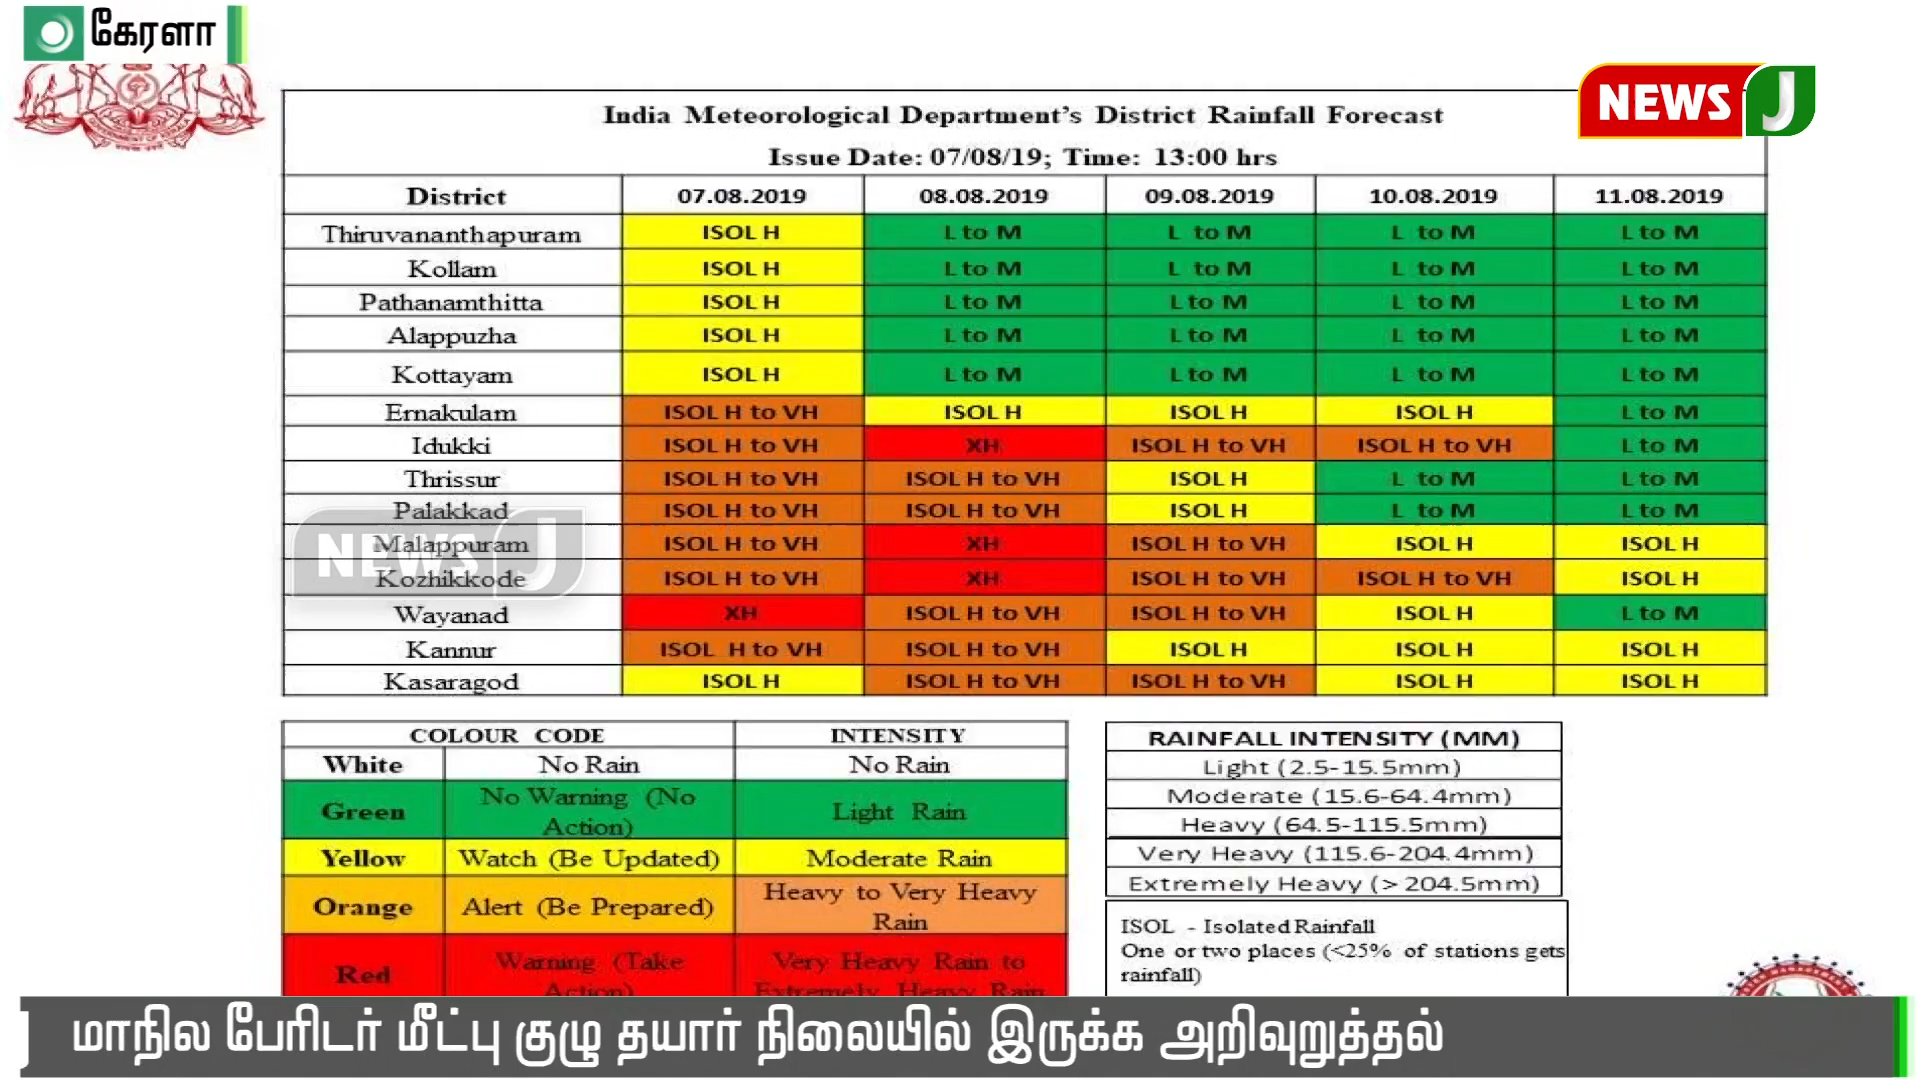 கேரளா
NEWS J
India Meteorological Department's District Rainfall Forecast
Issue Date: 07/08/19; Time: 13:00 hrs
District 07.08.2019 08.08.2019 09.08.2019 10.08.2019 11.08.2019
Thiruvananthapuram ISOL H L to M L to M L to M L to M
Kollam ISOL H L to M L to M L to M L to M
Pathanamthitta ISOL H L to M L to M L to M L to M
Alappuzha ISOL H L to M L to M L to M L to M
Kottayam ISOL H L to M L to M L to M L to M
Ernakulam ISOL H to VH ISOL H ISOL H ISOL H L to M
Idukki ISOL H to VH XH ISOL H to VH ISOL H to VH L to M
Thrissur ISOL H to VH ISOL H to VH ISOL H L to M L to M
Palakkad ISOL H to VH ISOL H to VH ISOL H L to M L to M
Malappuram ISOL H to VH XH ISOL H to VH ISOL H ISOL H
Kozhikkode ISOL H to VH XH ISOL H to VH ISOL H to VH ISOL H
Wayanad XH ISOL H to VH ISOL H to VH ISOL H L to M
Kannur ISOL H to VH ISOL H to VH ISOL H ISOL H ISOL H
Kasaragod ISOL H ISOL H to VH ISOL H to VH ISOL H ISOL H
NEWS J
COLOUR CODE INTENSITY
White No Rain No Rain
Green No Warning (No
Action) Light Rain
Yellow Watch (Be Updated) Moderate Rain
Orange Alert (Be Prepared) Heavy to Very Heavy
Rain
Red Warning (Take
Action) Very Heavy Rain to
Extremely Heavy Rain
RAINFALL INTENSITY (MM)
Light (2.5-15.5mm)
Moderate (15.6-64.4mm)
Heavy (64.5-115.5mm)
Very Heavy (115.6-204.4mm)
Extremely Heavy (> 204.5mm)
ISOL - Isolated Rainfall
One or two places (<25% of stations gets
rainfall)
மாநில பேரிடர் மீட்பு குழு தயார் நிலையில் இருக்க அறிவுறுத்தல்